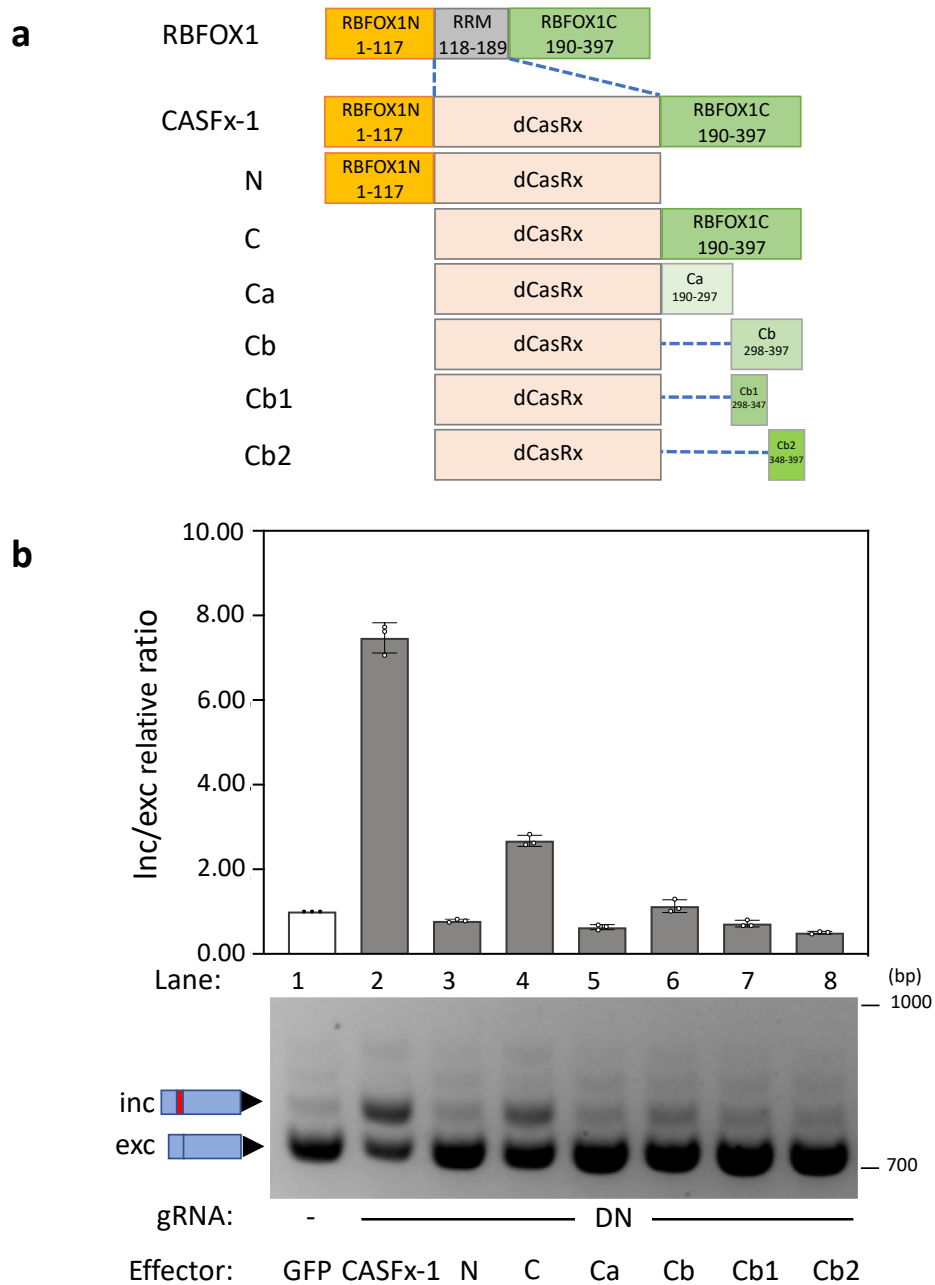 a
RBFOX1
RBFOX1N
1-117
RRM
118-189
RBFOX1C
190-397
CASFx-1
RBFOX1N
1-117
dCasRx
RBFOX1C
190-397
N
RBFOX1N
1-117
dCasRx
C
dCasRx
RBFOX1C
190-397
Ca
dCasRx
Ca
190-297
Cb
dCasRx
Cb
298-397
Cb1
dCasRx
Cb1
298-347
Cb2
dCasRx
Cb2
348-397
b
Inc/exc relative ratio
10.00
8.00
6.00
4.00
2.00
0.00
Lane: 1 2 3 4 5 6 7 8 (bp)
1000
inc
exc
700
gRNA: - DN
Effector: GFP CASFx-1 N C Ca Cb Cb1 Cb2